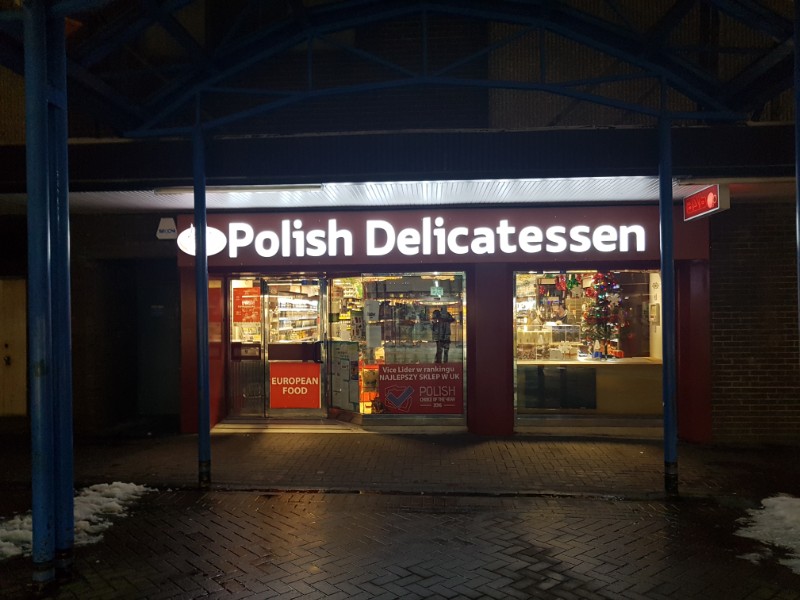 Polish Delicatessen
EUROPEAN
FOOD
Vice Lider w rankingu
NAJLEPSZY SKLEP W UK
POLISH